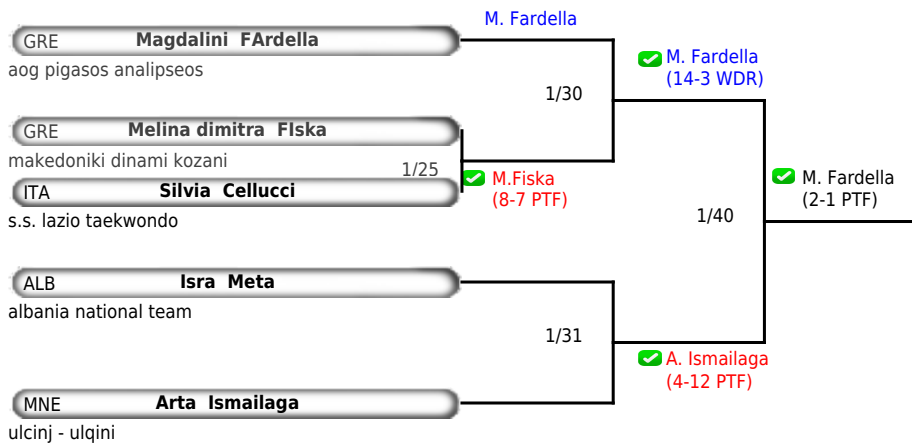 M. Fardella
GRE Magdalini FArdella
aog pigasos analipseos
M. Fardella
(14-3 WDR)
1/30
GRE Melina dimitra FIska
makedoniki dinami kozani
1/25
ITA Silvia Cellucci
M.Fiska
(8-7 PTF)
s.s. lazio taekwondo
M. Fardella
(2-1 PTF)
1/40
ALB Isra Meta
albania national team
1/31
A. Ismailaga
(4-12 PTF)
MNE Arta Ismailaga
ulcinj - ulqini